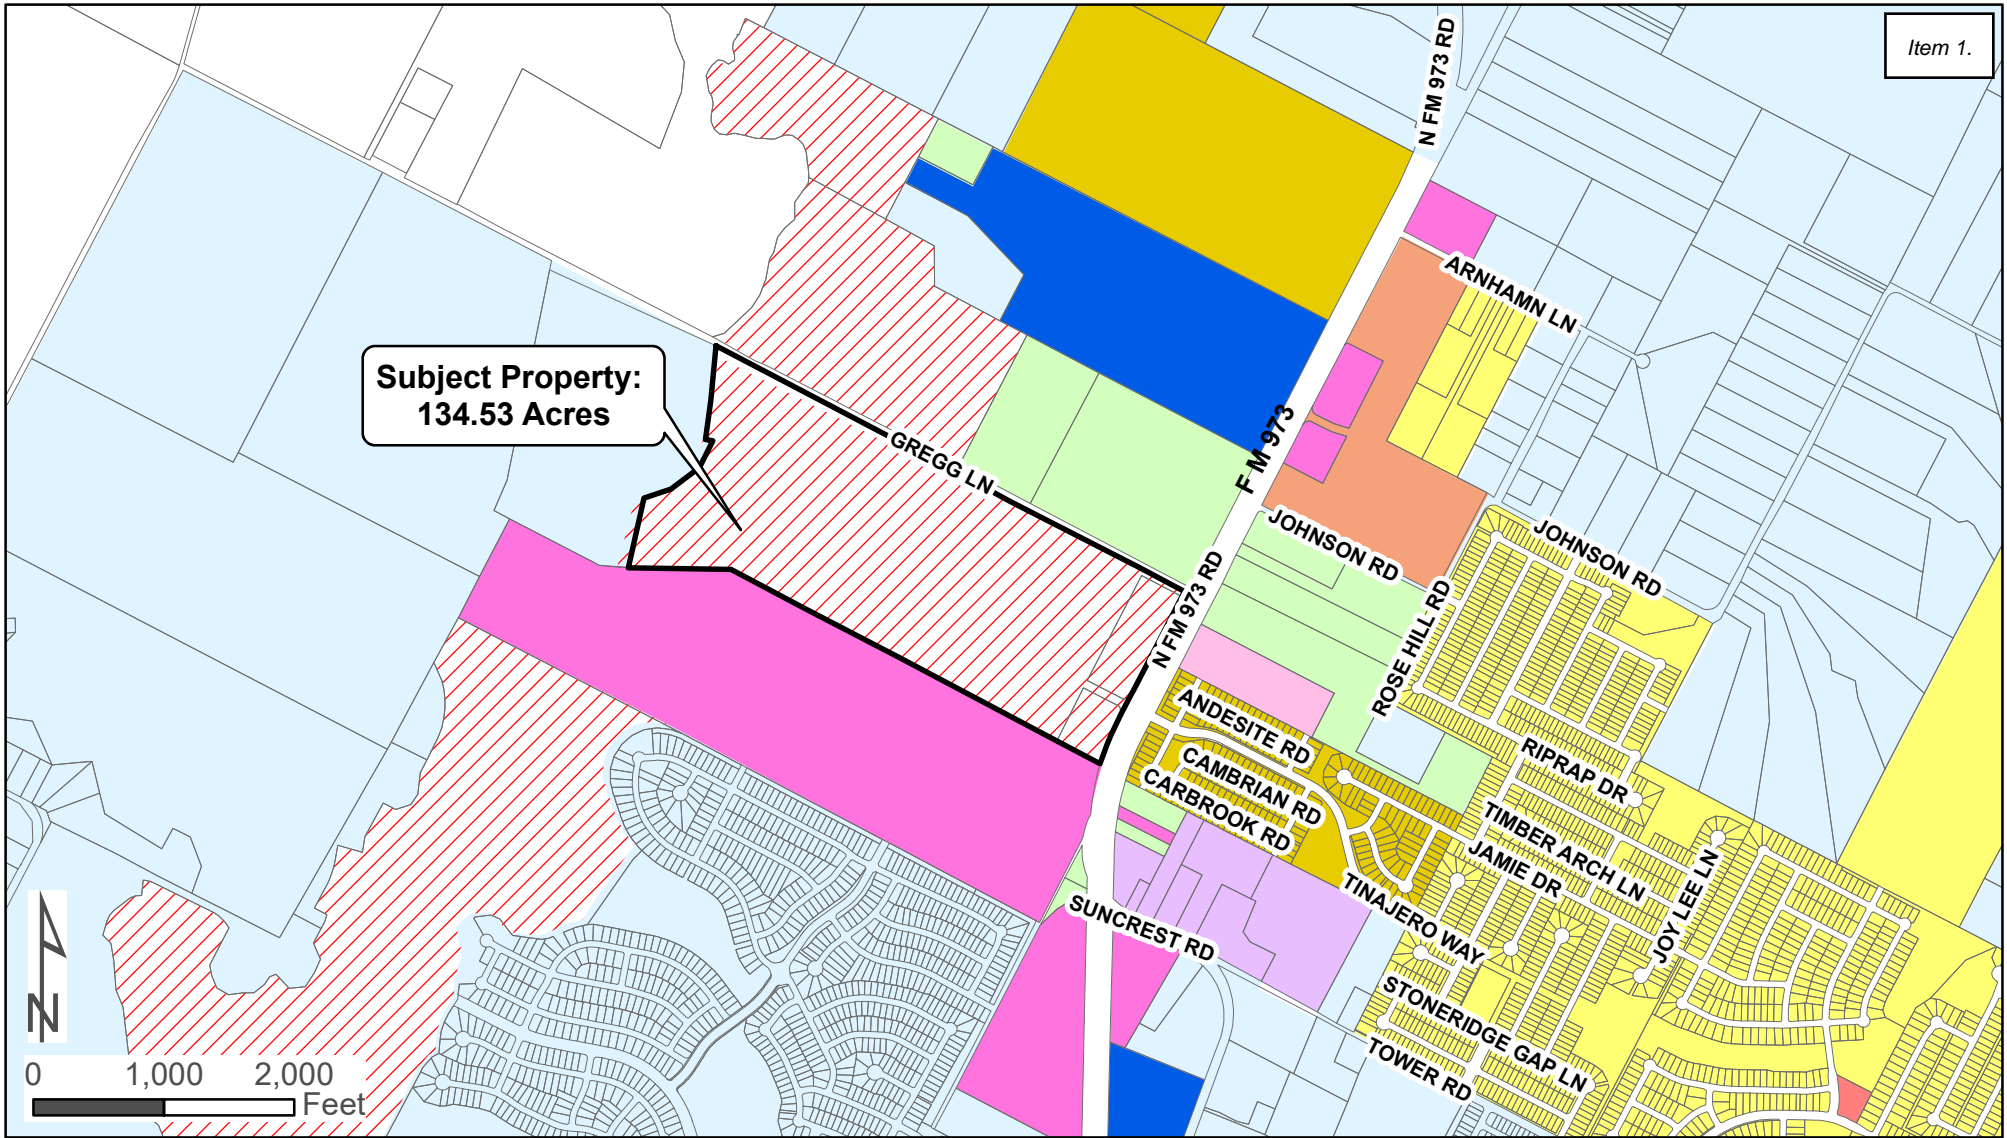 Item 1.
N FM 973 RD
ARNHAMN LN
Subject Property:
134.53 Acres
GREGG LN
F M 973
JOHNSON RD
JOHNSON RD
N FM 973 RD
ROSE HILL RD
ANDESITE RD
CAMBRIAN RD
CARBROOK RD
RIPRAP DR
TIMBER ARCH LN
JAMIE DR
JOY LEE LN
TINAJERO WAY
SUNCREST RD
STONERIDGE GAP LN
TOWER RD
N
0 1,000 2,000
Feet